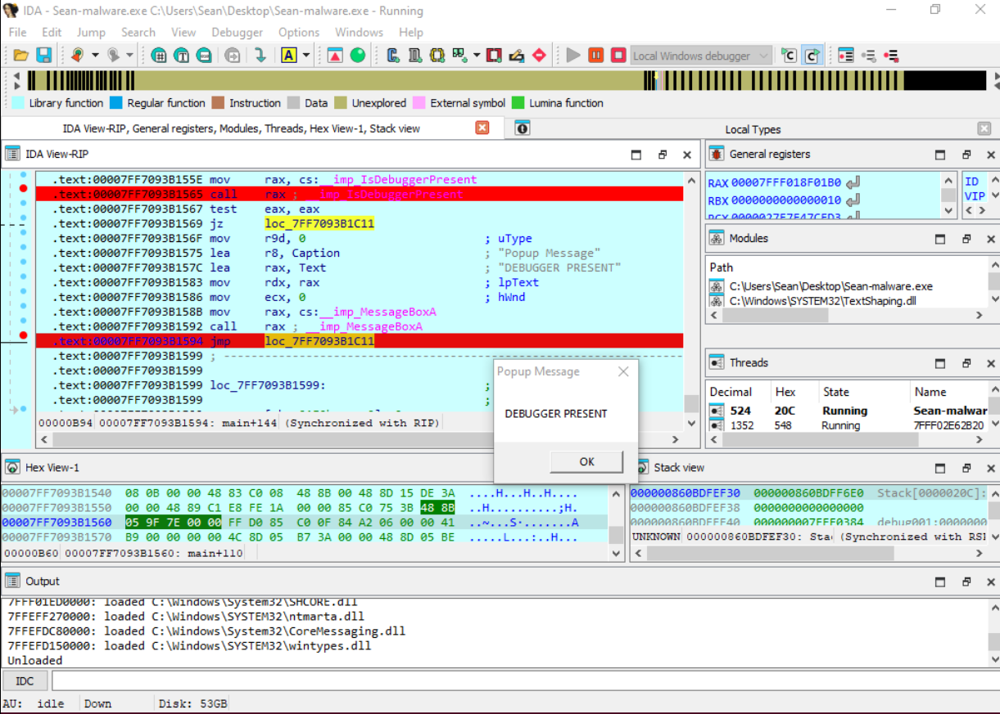 IDA - Sean-malware.exe C:\Users\Sean\Desktop\Sean-malware.exe - Running
File Edit Jump Search View Debugger Options Windows Help
Local Windows debugger
Library function Regular function Instruction Data Unexplored External symbol Lumina function
IDA View-RIP, General registers, Modules, Threads, Hex View-1, Stack view
Local Types
IDA View-RIP
.text:00007FF7093B155E mov rax, cs:__imp_IsDebuggerPresent
.text:00007FF7093B1565 call rax ; __imp_IsDebuggerPresent
.text:00007FF7093B1567 test eax, eax
.text:00007FF7093B1569 jz loc_7FF7093B1C11
.text:00007FF7093B156F mov r9d, 0 ; uType
.text:00007FF7093B1575 lea r8, Caption ; "Popup Message"
.text:00007FF7093B157C lea rax, Text ; "DEBUGGER PRESENT"
.text:00007FF7093B1583 mov rdx, rax ; lpText
.text:00007FF7093B1586 mov ecx, 0 ; hWnd
.text:00007FF7093B158B mov rax, cs:__imp_MessageBoxA
.text:00007FF7093B1592 call rax ; __imp_MessageBoxA
.text:00007FF7093B1594 jmp loc_7FF7093B1C11
.text:00007FF7093B1599 ; ---------------------------------------------------------------------------
.text:00007FF7093B1599
.text:00007FF7093B1599 loc_7FF7093B1599: ;
.text:00007FF7093B1599 ;
00000B94 00007FF7093B1594: main+144 (Synchronized with RIP)
General registers
RAX 00007FFF018F01B0
RBX 0000000000000010
ID
VIP
Modules
Path
C:\Users\Sean\Desktop\Sean-malware.exe
C:\Windows\SYSTEM32\TextShaping.dll
Threads
Decimal Hex State Name
524 20C Running Sean-malwar
1352 548 Running 7FFF02E62B20
Popup Message
DEBUGGER PRESENT
OK
Hex View-1
00007FF7093B1540 08 0B 00 00 48 83 C0 08 48 8B 00 48 8D 15 DE 3A ....H...H..H....
00007FF7093B1550 00 00 48 89 C1 E8 FE 1A 00 00 85 C0 75 3B 48 8B ..H.........;H.
00007FF7093B1560 05 9F 7E 00 00 FF D0 85 C0 0F 84 A2 06 00 00 41 ..~...S·.......A
00007FF7093B1570 B9 00 00 00 00 4C 8D 05 B7 3A 00 00 48 8D 05 BE .....L...:..H...
00000B60 00007FF7093B1560: main+110
Stack view
000000860BDFEF30 000000860BDFF6E0 Stack[0000020C]:
000000860BDFEF38 0000000000000000
000000860BDFEF40 000000007FFE0384 debug001:0000000
UNKNOWN 000000860BDFEF30: Sta (Synchronized with RSI
Output
7FFF01ED0000: loaded C:\Windows\System32\SHCORE.dll
7FFEFF270000: loaded C:\Windows\SYSTEM32\ntmarta.dll
7FFEFDC80000: loaded C:\Windows\System32\CoreMessaging.dll
7FFEFD150000: loaded C:\Windows\SYSTEM32\wintypes.dll
Unloaded
IDC
AU: idle Down Disk: 53GB